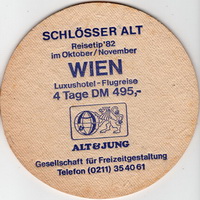 SCHLÖSSER ALT
Reisetip '82
im Oktober/November
WIEN
Luxushotel - Flugreise
4 Tage DM 495,-
ALT & JUNG
Gesellschaft für Freizeitgestaltung
Telefon (0211) 35 40 61